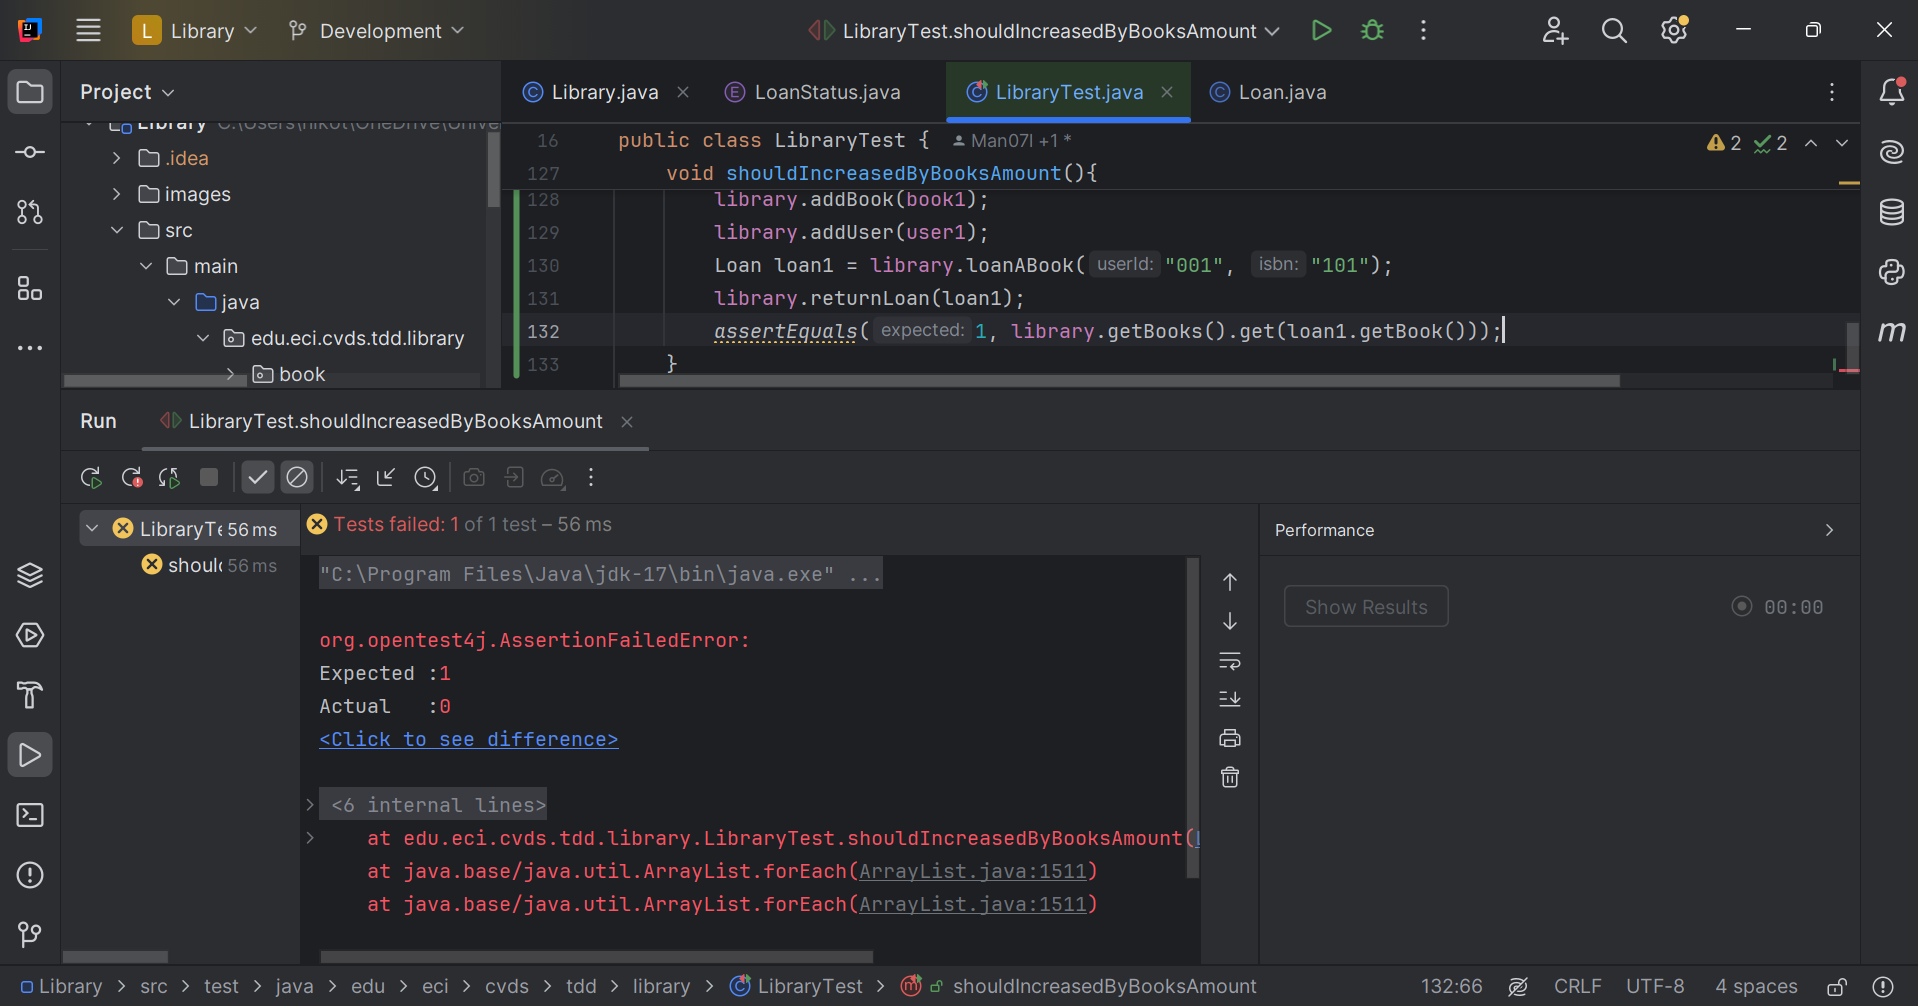 L Library Development LibraryTest.shouldIncreasedByBooksAmount
Project
Library.java LoanStatus.java LibraryTest.java Loan.java
Library
.idea
images
src
main
java
edu.eci.cvds.tdd.library
book
16 public class LibraryTest { Man07l +1 *
2 2
127 void shouldIncreasedByBooksAmount(){
128 library.addBook(book1);
129 library.addUser(user1);
130 Loan loan1 = library.loanABook( userId: "001", isbn: "101");
131 library.returnLoan(loan1);
132 assertEquals( expected: 1, library.getBooks().get(loan1.getBook()));
133 }
m
Run LibraryTest.shouldIncreasedByBooksAmount
LibraryTe 56 ms
shoulc 56 ms
Tests failed: 1 of 1 test – 56 ms
"C:\Program Files\Java\jdk-17\bin\java.exe" ...
org.opentest4j.AssertionFailedError:
Expected :1
Actual :0
<Click to see difference>
<6 internal lines>
at edu.eci.cvds.tdd.library.LibraryTest.shouldIncreasedByBooksAmount(
at java.base/java.util.ArrayList.forEach(ArrayList.java:1511)
at java.base/java.util.ArrayList.forEach(ArrayList.java:1511)
Performance
Show Results 00:00
Library > src > test > java > edu > eci > cvds > tdd > library > LibraryTest > shouldIncreasedByBooksAmount 132:66 CRLF UTF-8 4 spaces